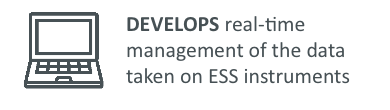 DEVELOPS real-time
management of the data
taken on ESS instruments